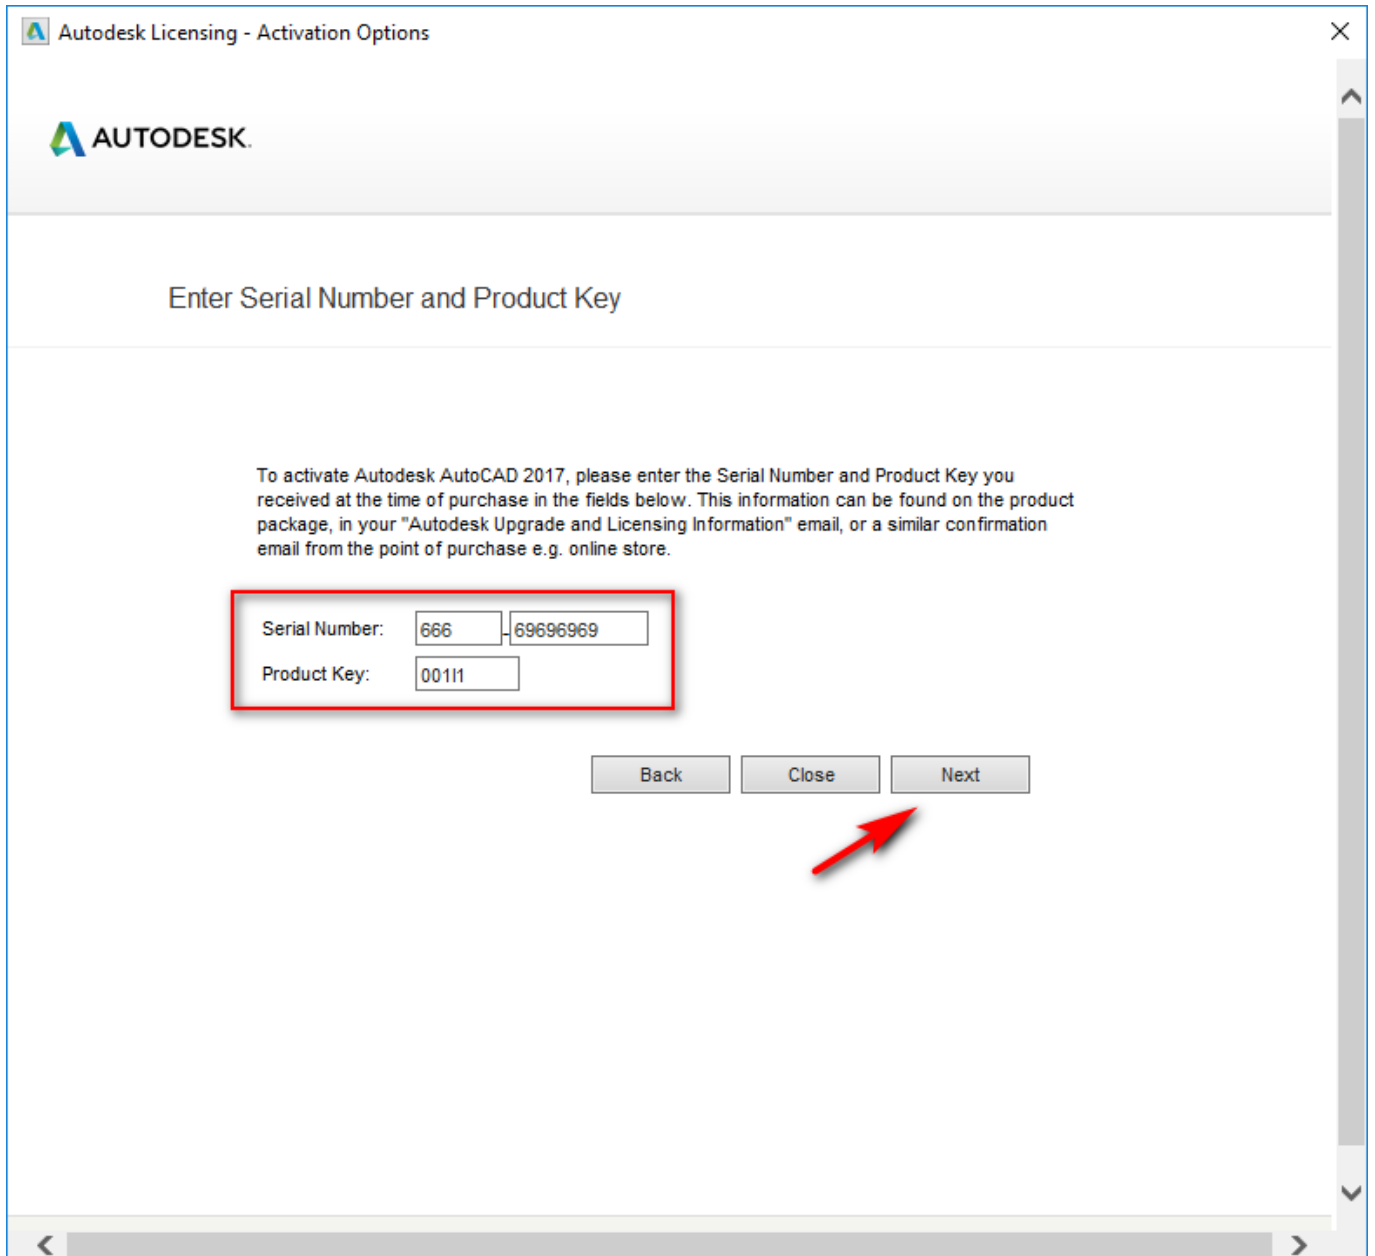 Autodesk Licensing - Activation Options
AUTODESK.
Enter Serial Number and Product Key
To activate Autodesk AutoCAD 2017, please enter the Serial Number and Product Key you
received at the time of purchase in the fields below. This information can be found on the product
package, in your "Autodesk Upgrade and Licensing Information" email, or a similar confirmation
email from the point of purchase e.g. online store.
Serial Number: 666 - 69696969
Product Key: 001I1
Back Close Next